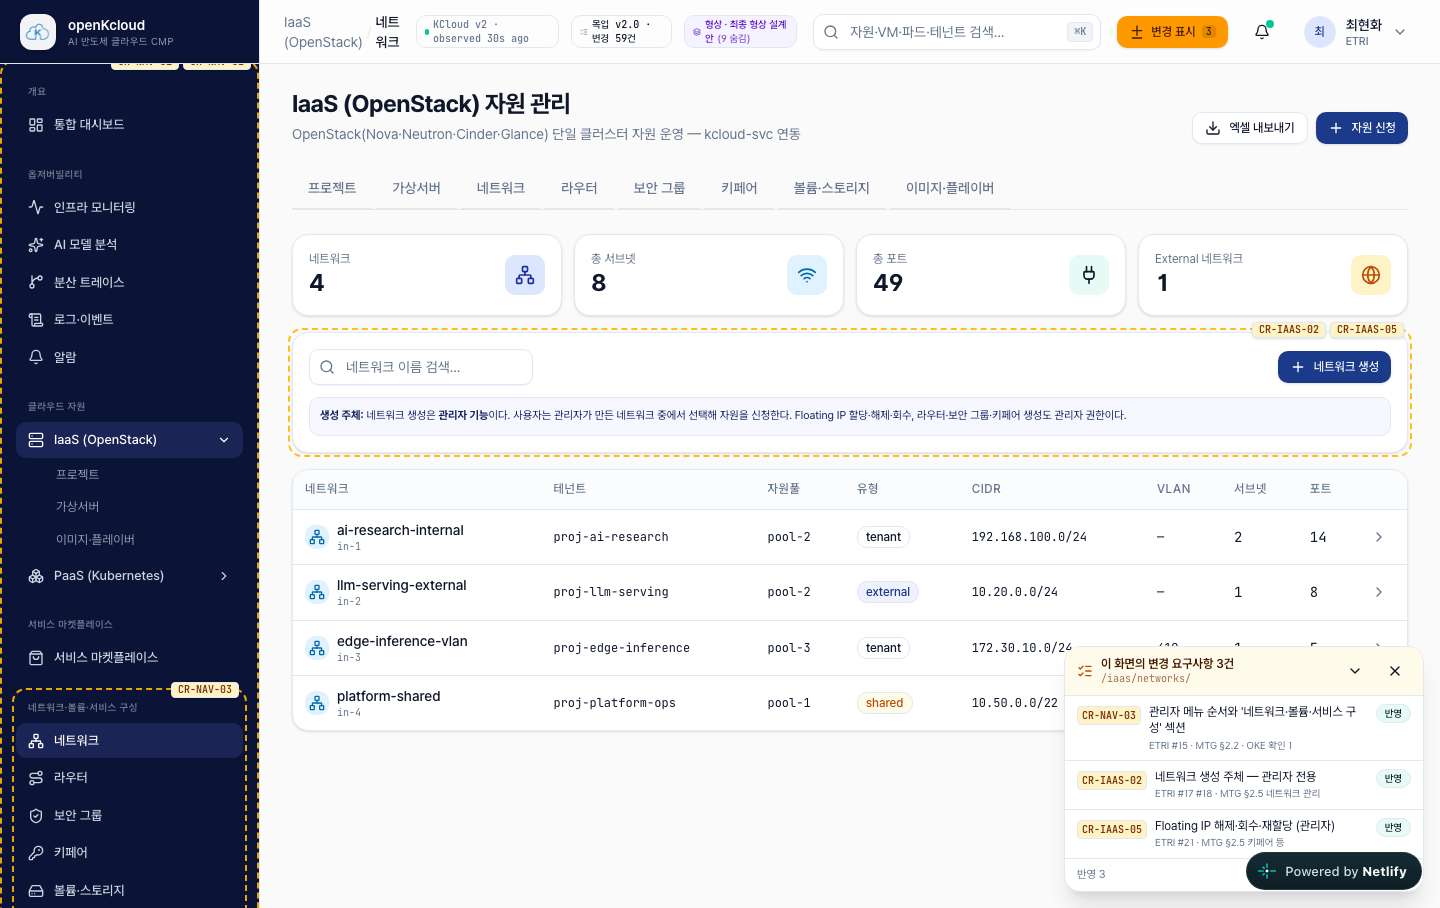 openKcloud
AI 반도체 클라우드 CMP
개요
통합 대시보드
옵저버빌리티
인프라 모니터링
AI 모델 분석
분산 트레이스
로그·이벤트
알람
클라우드 자원
IaaS (OpenStack)
프로젝트
가상서버
이미지·플레이버
PaaS (Kubernetes)
서비스 마켓플레이스
서비스 마켓플레이스
CR-NAV-03
네트워크·볼륨·서비스 구성
네트워크
라우터
보안 그룹
키페어
볼륨·스토리지
IaaS (OpenStack)
/
네트워크
KCloud v2 · observed 30s ago
목업 v2.0 · 변경 59건
형상 · 최종 형상 설계안 (9 숨김)
자원·VM·파드·테넌트 검색...
⌘K
변경 표시 3
최
최현화
ETRI
IaaS (OpenStack) 자원 관리
OpenStack(Nova·Neutron·Cinder·Glance) 단일 클러스터 자원 운영 — kcloud-svc 연동
엑셀 내보내기
자원 신청
프로젝트
가상서버
네트워크
라우터
보안 그룹
키페어
볼륨·스토리지
이미지·플레이버
네트워크
4
총 서브넷
8
총 포트
49
External 네트워크
1
CR-IAAS-02
CR-IAAS-05
네트워크 이름 검색...
네트워크 생성
생성 주체: 네트워크 생성은 관리자 기능이다. 사용자는 관리자가 만든 네트워크 중에서 선택해 자원을 신청한다. Floating IP 할당·해제·회수, 라우터·보안 그룹·키페어 생성도 관리자 권한이다.
네트워크 테넌트 자원풀 유형 CIDR VLAN 서브넷 포트
ai-research-internal
in-1
proj-ai-research pool-2 tenant 192.168.100.0/24 — 2 14
llm-serving-external
in-2
proj-llm-serving pool-2 external 10.20.0.0/24 — 1 8
edge-inference-vlan
in-3
proj-edge-inference pool-3 tenant 172.30.10.0/24
platform-shared
in-4
proj-platform-ops pool-1 shared 10.50.0.0/22
이 화면의 변경 요구사항 3건
/iaas/networks/
CR-NAV-03
관리자 메뉴 순서와 '네트워크·볼륨·서비스 구성' 섹션
ETRI #15 · MTG §2.2 · OKE 확인 1
반영
CR-IAAS-02
네트워크 생성 주체 — 관리자 전용
ETRI #17 #18 · MTG §2.5 네트워크 관리
반영
CR-IAAS-05
Floating IP 해제·회수·재할당 (관리자)
ETRI #21 · MTG §2.5 키페어 등
반영
반영 3
Powered by Netlify